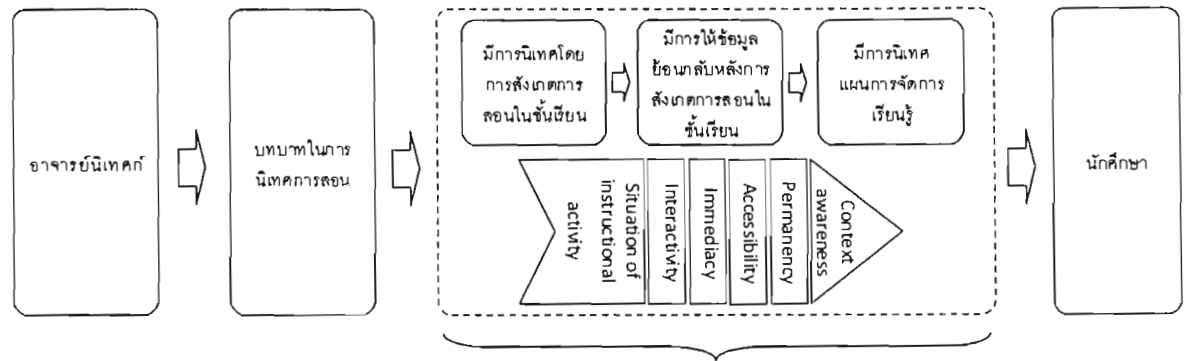 อาจารย์นิเทศก์
บทบาทในการ
นิเทศการสอน
มีการนิเทศโดย
การสังเกตการ
สอนในชั้นเรียน
มีการให้ข้อมูล
ย้อนกลับหลังการ
สังเกตการสอนใน
ชั้นเรียน
มีการนิเทศ
แผนการจัดการ
เรียนรู้
Situation of
instructional
activity
Interactivity
Immediacy
Accessibility
Permanency
Context
awareness
นักศึกษา